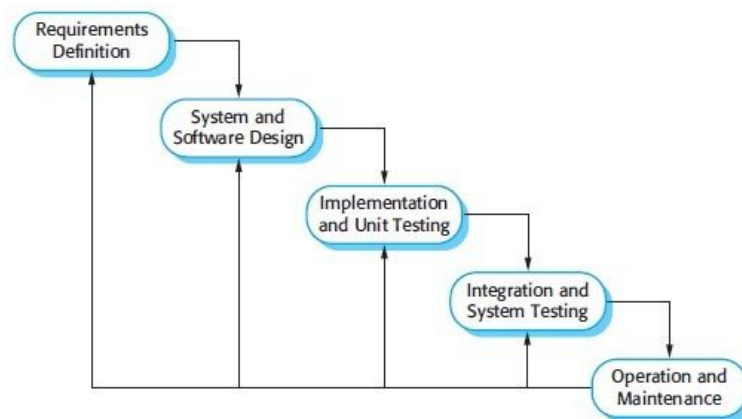 Requirements
Definition
System and
Software Design
Implementation
and Unit Testing
Integration and
System Testing
Operation and
Maintenance